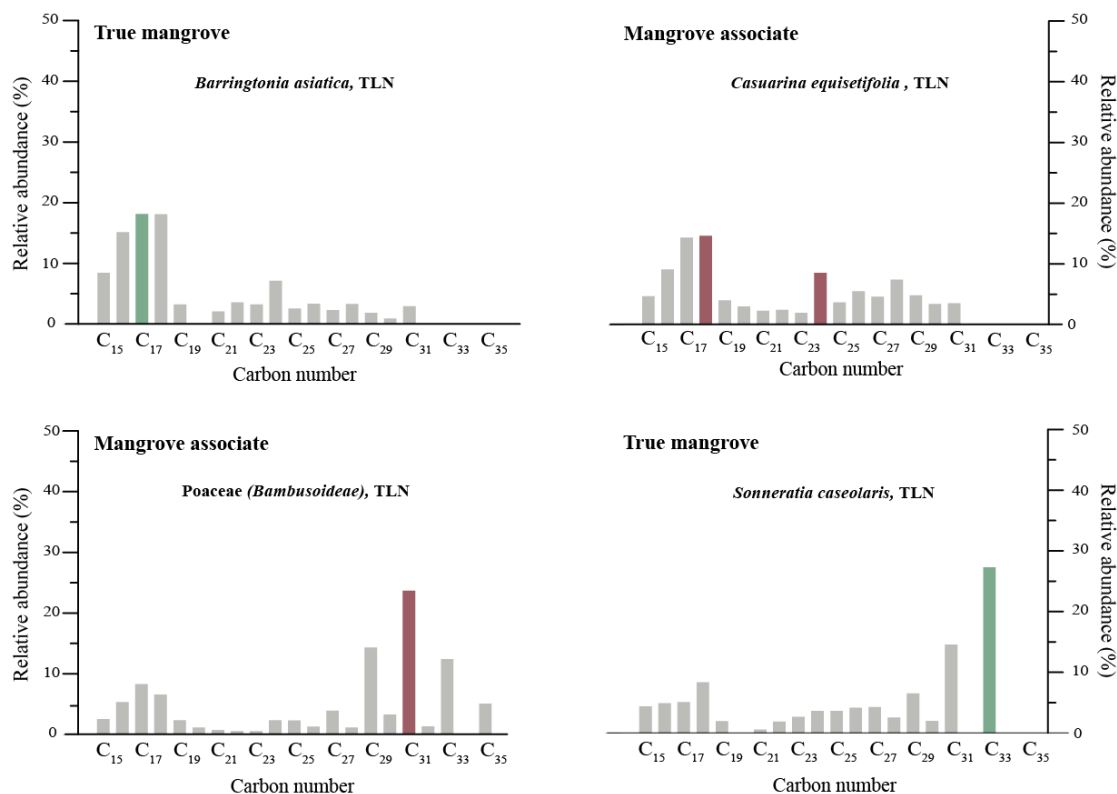 True mangrove
Barringtonia asiatica, TLN
Relative abundance (%)
50
40
30
20
10
0
C15 C17 C19 C21 C23 C25 C27 C29 C31 C33 C35
Carbon number
Mangrove associate
Casuarina equisetifolia , TLN
Relative abundance (%)
50
40
30
20
10
0
C15 C17 C19 C21 C23 C25 C27 C29 C31 C33 C35
Carbon number
Mangrove associate
Poaceae (Bambusoideae), TLN
Relative abundance (%)
50
40
30
20
10
0
C15 C17 C19 C21 C23 C25 C27 C29 C31 C33 C35
Carbon number
True mangrove
Sonneratia caseolaris, TLN
Relative abundance (%)
50
40
30
20
10
0
C15 C17 C19 C21 C23 C25 C27 C29 C31 C33 C35
Carbon number